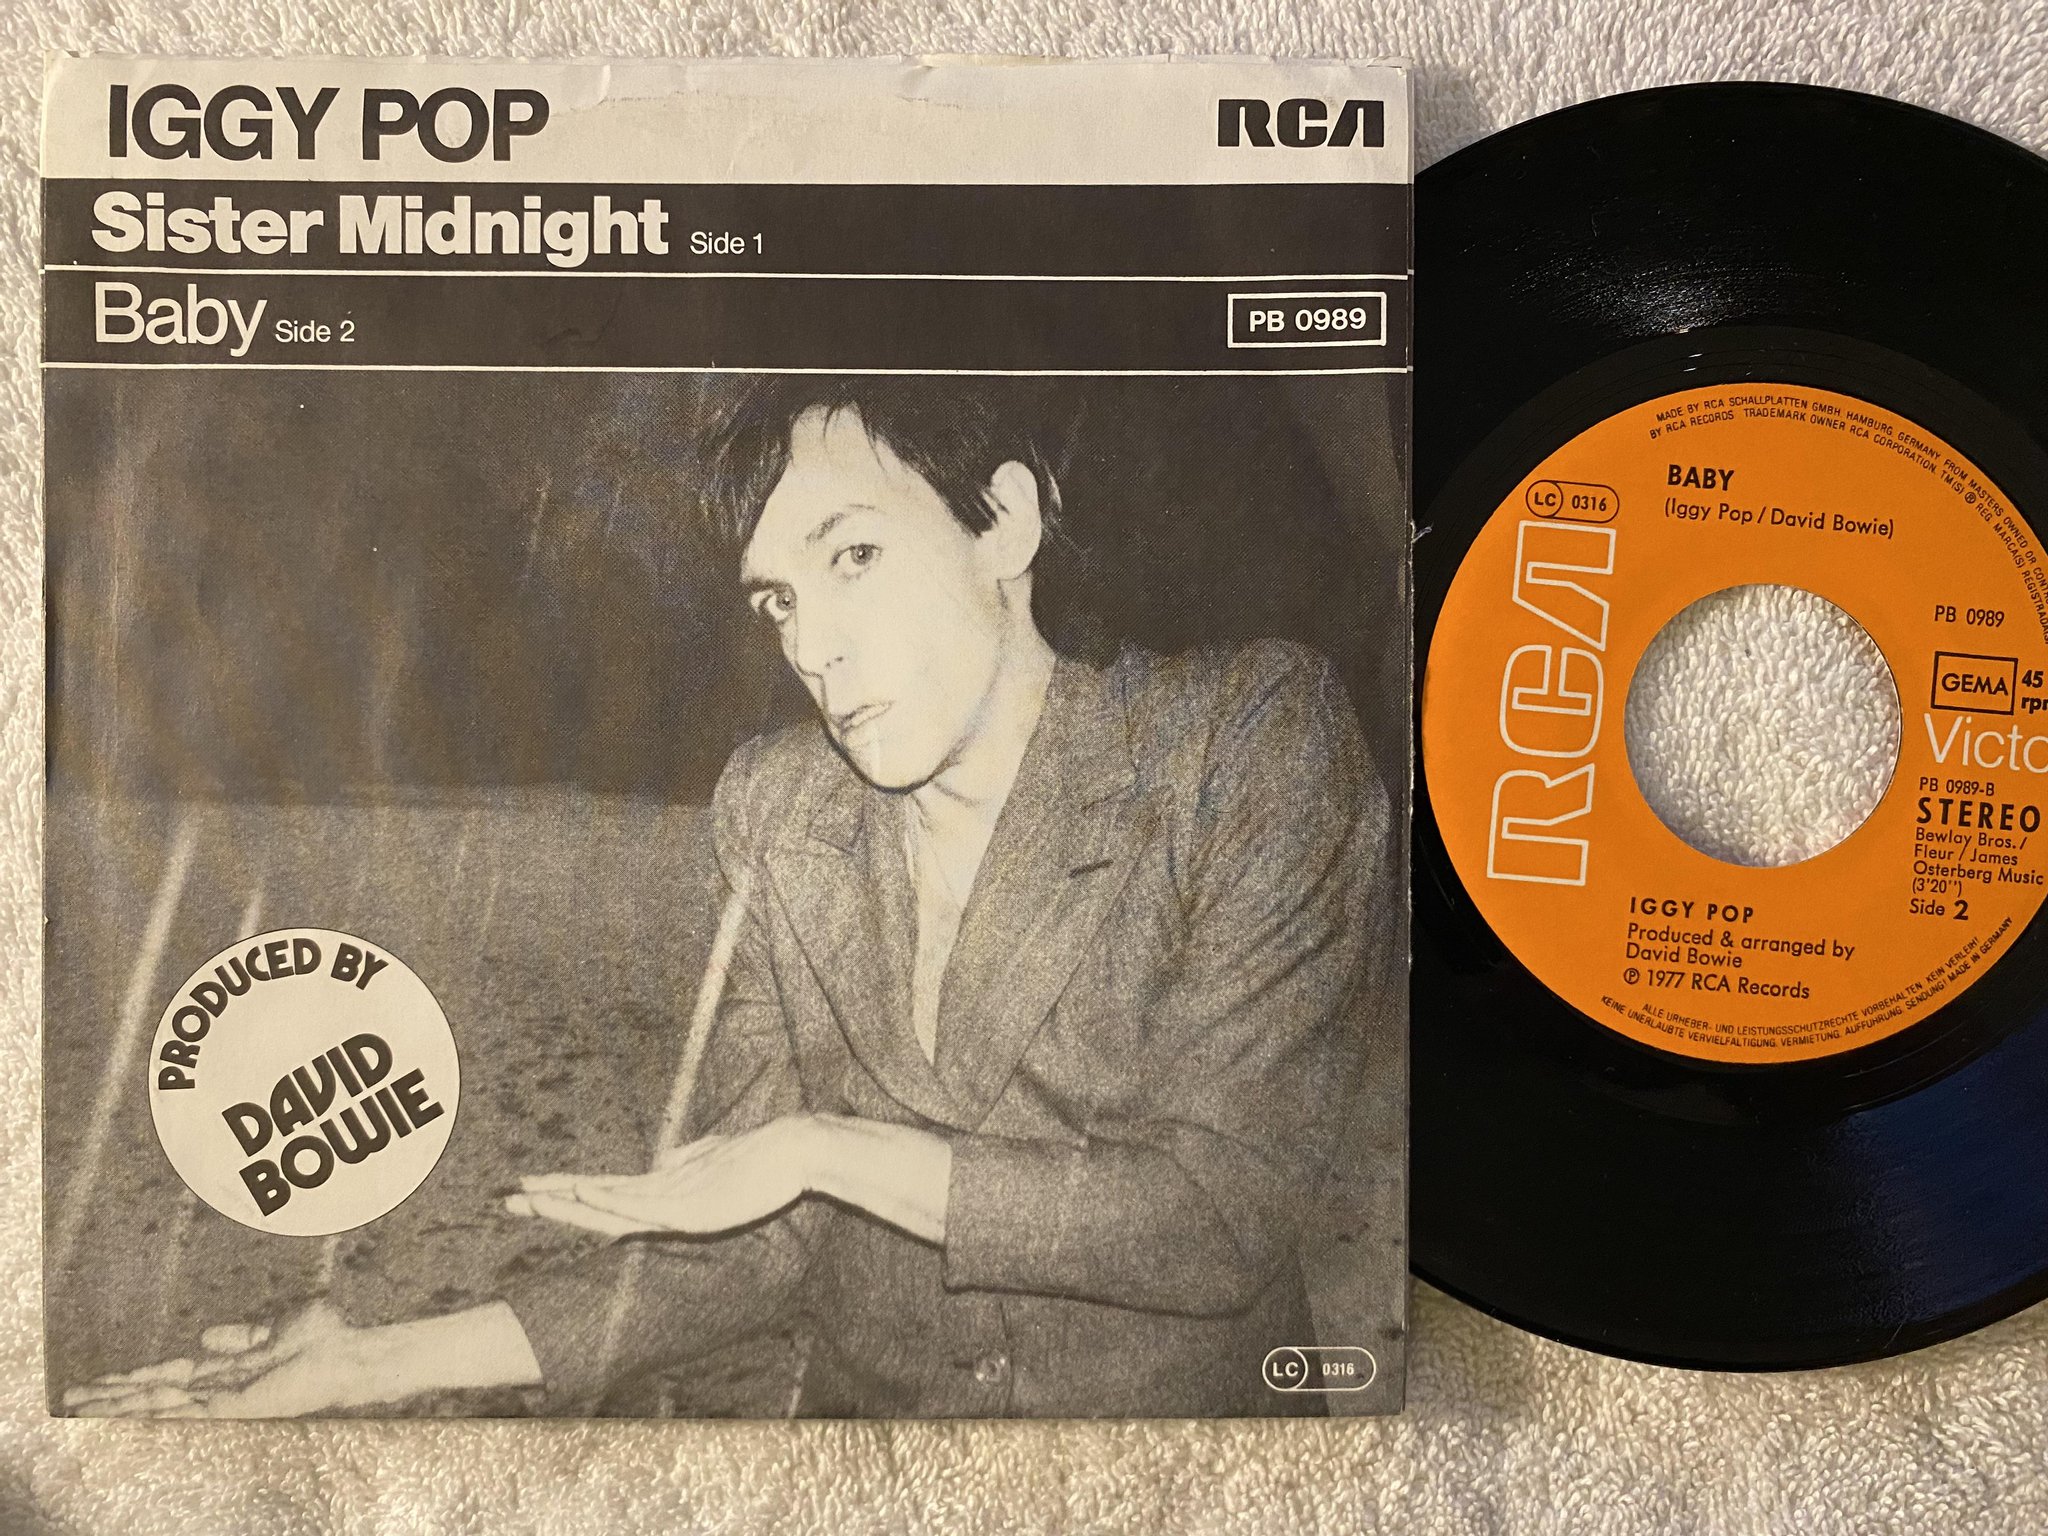 IGGY POP
RCA
Sister Midnight Side 1
Baby Side 2
PB 0989
PRODUCED BY
DAVID
BOWIE
LC 0316
MADE BY RCA SCHALLPLATTEN GMBH, HAMBURG, GERMANY, FROM MASTERS OWNED OR
BY RCA RECORDS TRADEMARK OWNER RCA CORPORATION. TM(S) ® REG. MARCA(S)
BABY
(Iggy Pop / David Bowie)
LC 0316
RCA
PB 0989
GEMA
45
Victo
PB 0989-B
STEREO
Bewlay Bros. /
Fleur / James
Osterberg Music
(3'20")
Side 2
IGGY POP
Produced & arranged by
David Bowie
℗ 1977 RCA Records
ALLE URHEBER- UND LEISTUNGSSCHUTZRECHTE VORBEHALTEN. KEIN VERLEIH!
KEINE UNERLAUBTE VERVIELFÄLTIGUNG, VERMIETUNG, AUFFÜHRUNG, SENDUNG! MADE IN GERMANY